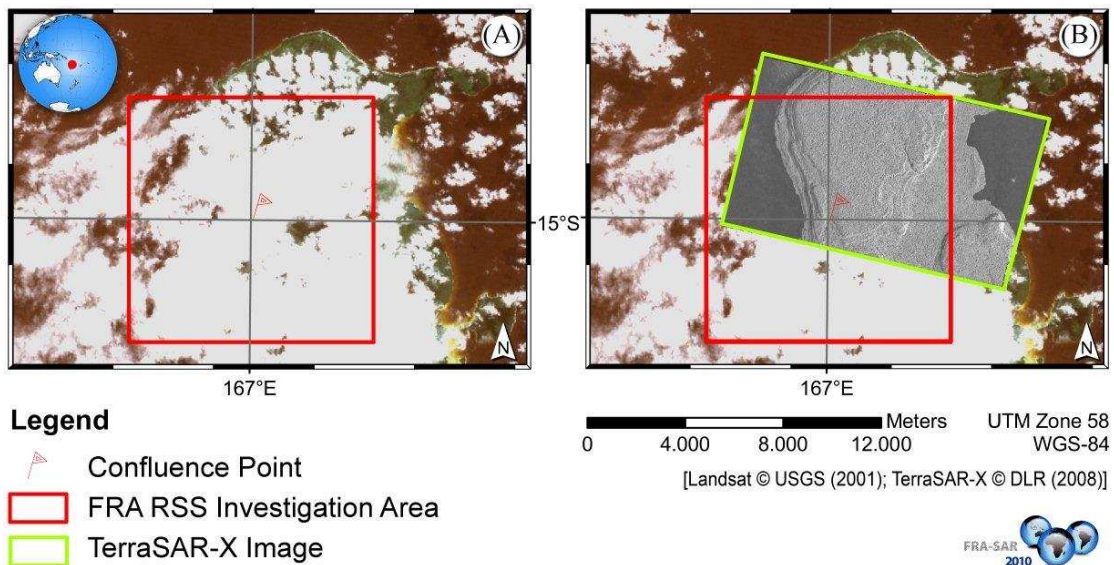 (A)
(B)
15°S
167°E
167°E
Legend
Confluence Point
FRA RSS Investigation Area
TerraSAR-X Image
Meters
0 4.000 8.000 12.000
UTM Zone 58
WGS-84
[Landsat © USGS (2001); TerraSAR-X © DLR (2008)]
N
N
FRA-SAR
2010